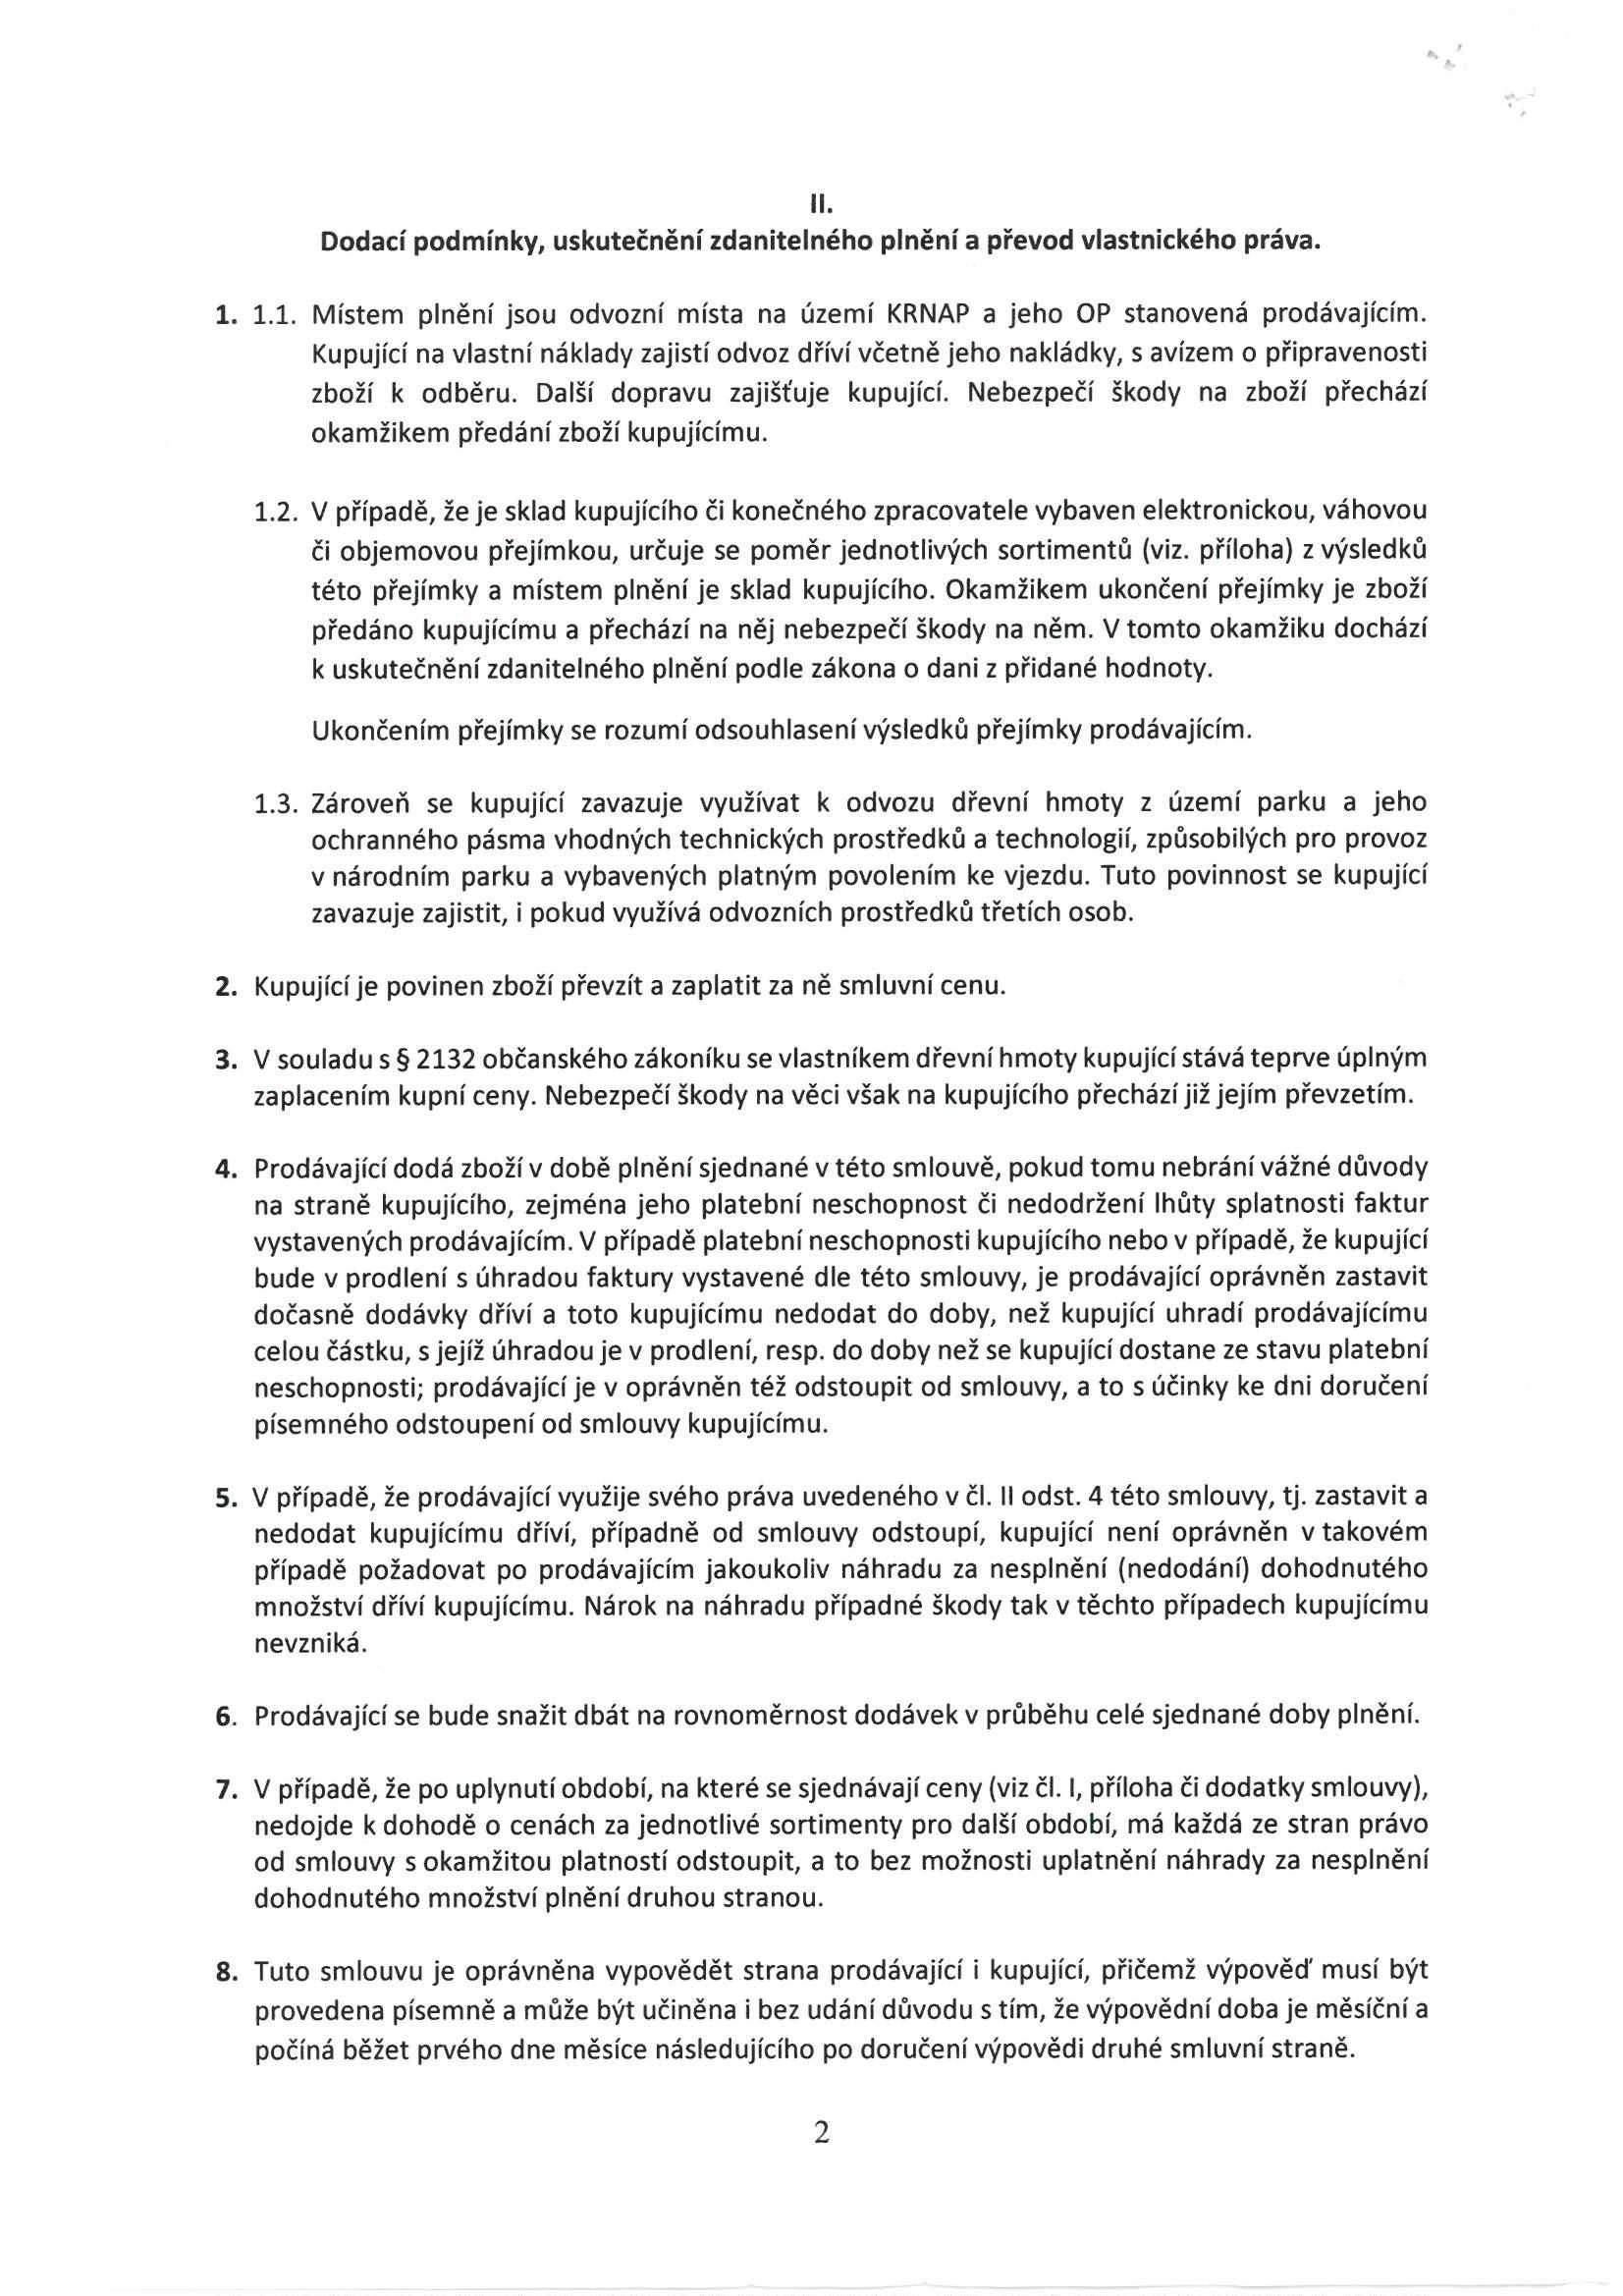 II.
Dodací podmínky, uskutečnění zdanitelného plnění a převod vlastnického práva.
1. 1.1. Místem plnění jsou odvozní místa na území KRNAP a jeho OP stanovená prodávajícím.
Kupující na vlastní náklady zajistí odvoz dříví včetně jeho nakládky, s avízem o připravenosti
zboží k odběru. Další dopravu zajišťuje kupující. Nebezpečí škody na zboží přechází
okamžikem předání zboží kupujícímu.
1.2. V případě, že je sklad kupujícího či konečného zpracovatele vybaven elektronickou, váhovou
či objemovou přejímkou, určuje se poměr jednotlivých sortimentů (viz. příloha) z výsledků
této přejímky a místem plnění je sklad kupujícího. Okamžikem ukončení přejímky je zboží
předáno kupujícímu a přechází na něj nebezpečí škody na něm. V tomto okamžiku dochází
k uskutečnění zdanitelného plnění podle zákona o dani z přidané hodnoty.
Ukončením přejímky se rozumí odsouhlasení výsledků přejímky prodávajícím.
1.3. Zároveň se kupující zavazuje využívat k odvozu dřevní hmoty z území parku a jeho
ochranného pásma vhodných technických prostředků a technologií, způsobilých pro provoz
v národním parku a vybavených platným povolením ke vjezdu. Tuto povinnost se kupující
zavazuje zajistit, i pokud využívá odvozních prostředků třetích osob.
2. Kupující je povinen zboží převzít a zaplatit za ně smluvní cenu.
3. V souladu s § 2132 občanského zákoníku se vlastníkem dřevní hmoty kupující stává teprve úplným
zaplacením kupní ceny. Nebezpečí škody na věci však na kupujícího přechází již jejím převzetím.
4. Prodávající dodá zboží v době plnění sjednané v této smlouvě, pokud tomu nebrání vážné důvody
na straně kupujícího, zejména jeho platební neschopnost či nedodržení lhůty splatnosti faktur
vystavených prodávajícím. V případě platební neschopnosti kupujícího nebo v případě, že kupující
bude v prodlení s úhradou faktury vystavené dle této smlouvy, je prodávající oprávněn zastavit
dočasně dodávky dříví a toto kupujícímu nedodat do doby, než kupující uhradí prodávajícímu
celou částku, s jejíž úhradou je v prodlení, resp. do doby než se kupující dostane ze stavu platební
neschopnosti; prodávající je v oprávněn též odstoupit od smlouvy, a to s účinky ke dni doručení
písemného odstoupení od smlouvy kupujícímu.
5. V případě, že prodávající využije svého práva uvedeného v čl. II odst. 4 této smlouvy, tj. zastavit a
nedodat kupujícímu dříví, případně od smlouvy odstoupí, kupující není oprávněn v takovém
případě požadovat po prodávajícím jakoukoliv náhradu za nesplnění (nedodání) dohodnutého
množství dříví kupujícímu. Nárok na náhradu případné škody tak v těchto případech kupujícímu
nevzniká.
6. Prodávající se bude snažit dbát na rovnoměrnost dodávek v průběhu celé sjednané doby plnění.
7. V případě, že po uplynutí období, na které se sjednávají ceny (viz čl. I, příloha či dodatky smlouvy),
nedojde k dohodě o cenách za jednotlivé sortimenty pro další období, má každá ze stran právo
od smlouvy s okamžitou platností odstoupit, a to bez možnosti uplatnění náhrady za nesplnění
dohodnutého množství plnění druhou stranou.
8. Tuto smlouvu je oprávněna vypovědět strana prodávající i kupující, přičemž výpověď musí být
provedena písemně a může být učiněna i bez udání důvodu s tím, že výpovědní doba je měsíční a
počíná běžet prvého dne měsíce následujícího po doručení výpovědi druhé smluvní straně.
2